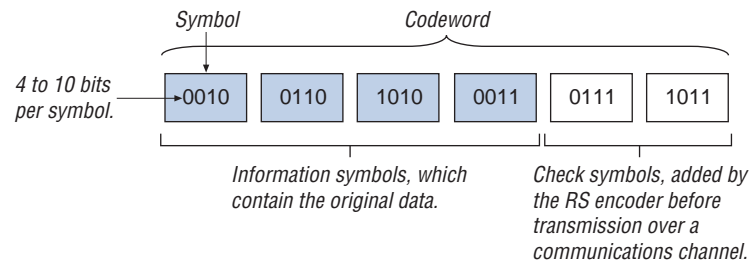 Symbol
Codeword
4 to 10 bits
per symbol.
0010 0110 1010 0011 0111 1011
Information symbols, which
contain the original data.
Check symbols, added by
the RS encoder before
transmission over a
communications channel.